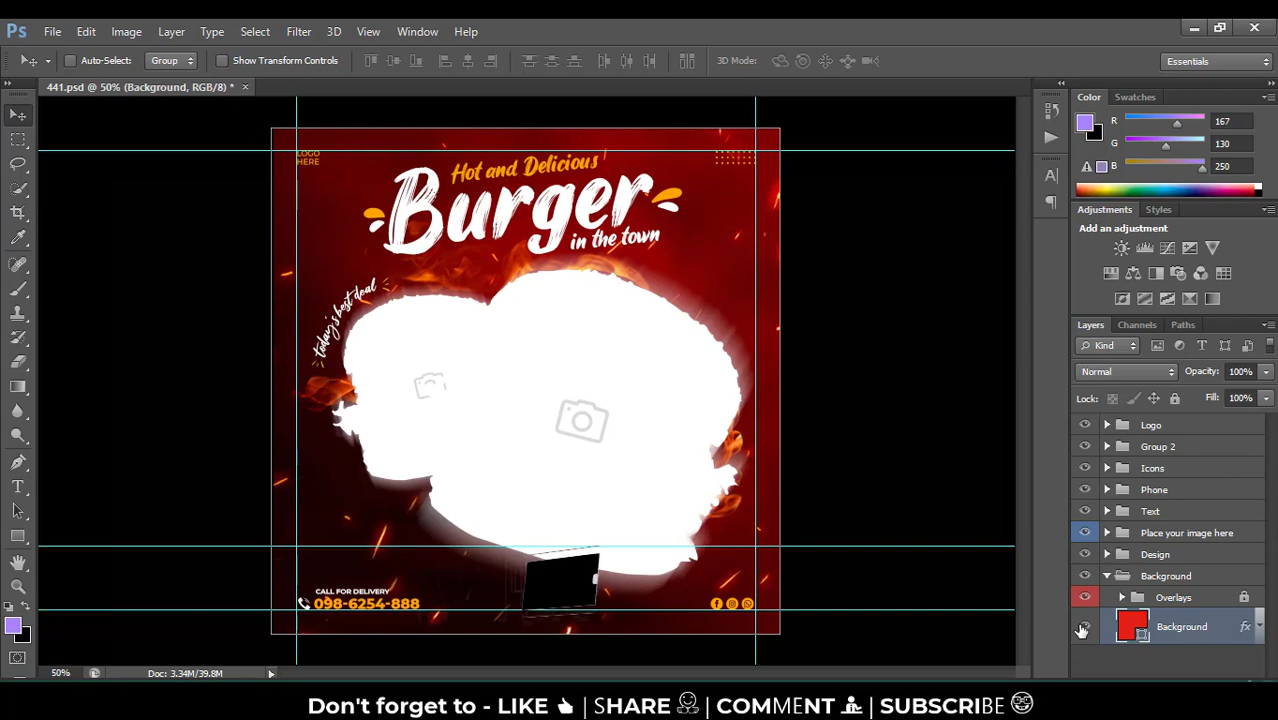 Ps File Edit Image Layer Type Select Filter 3D View Window Help
Auto-Select: Group Show Transform Controls 3D Mode: Essentials
441.psd @ 50% (Background, RGB/8) * ×
Color Swatches
R 167
G 130
B 250
Adjustments Styles
Add an adjustment
Layers Channels Paths
Kind T
Normal Opacity: 100%
Lock: Fill: 100%
Logo
Group 2
Icons
Phone
Text
Place your image here
Design
Background
Overlays
Background fx
LOGO
HERE
Hot and Delicious
Burger
in the town
today's best deal
CALL FOR DELIVERY
098-6254-888
50% Doc: 3.34M/39.8M
Don't forget to - LIKE | SHARE | COMMENT | SUBSCRIBE